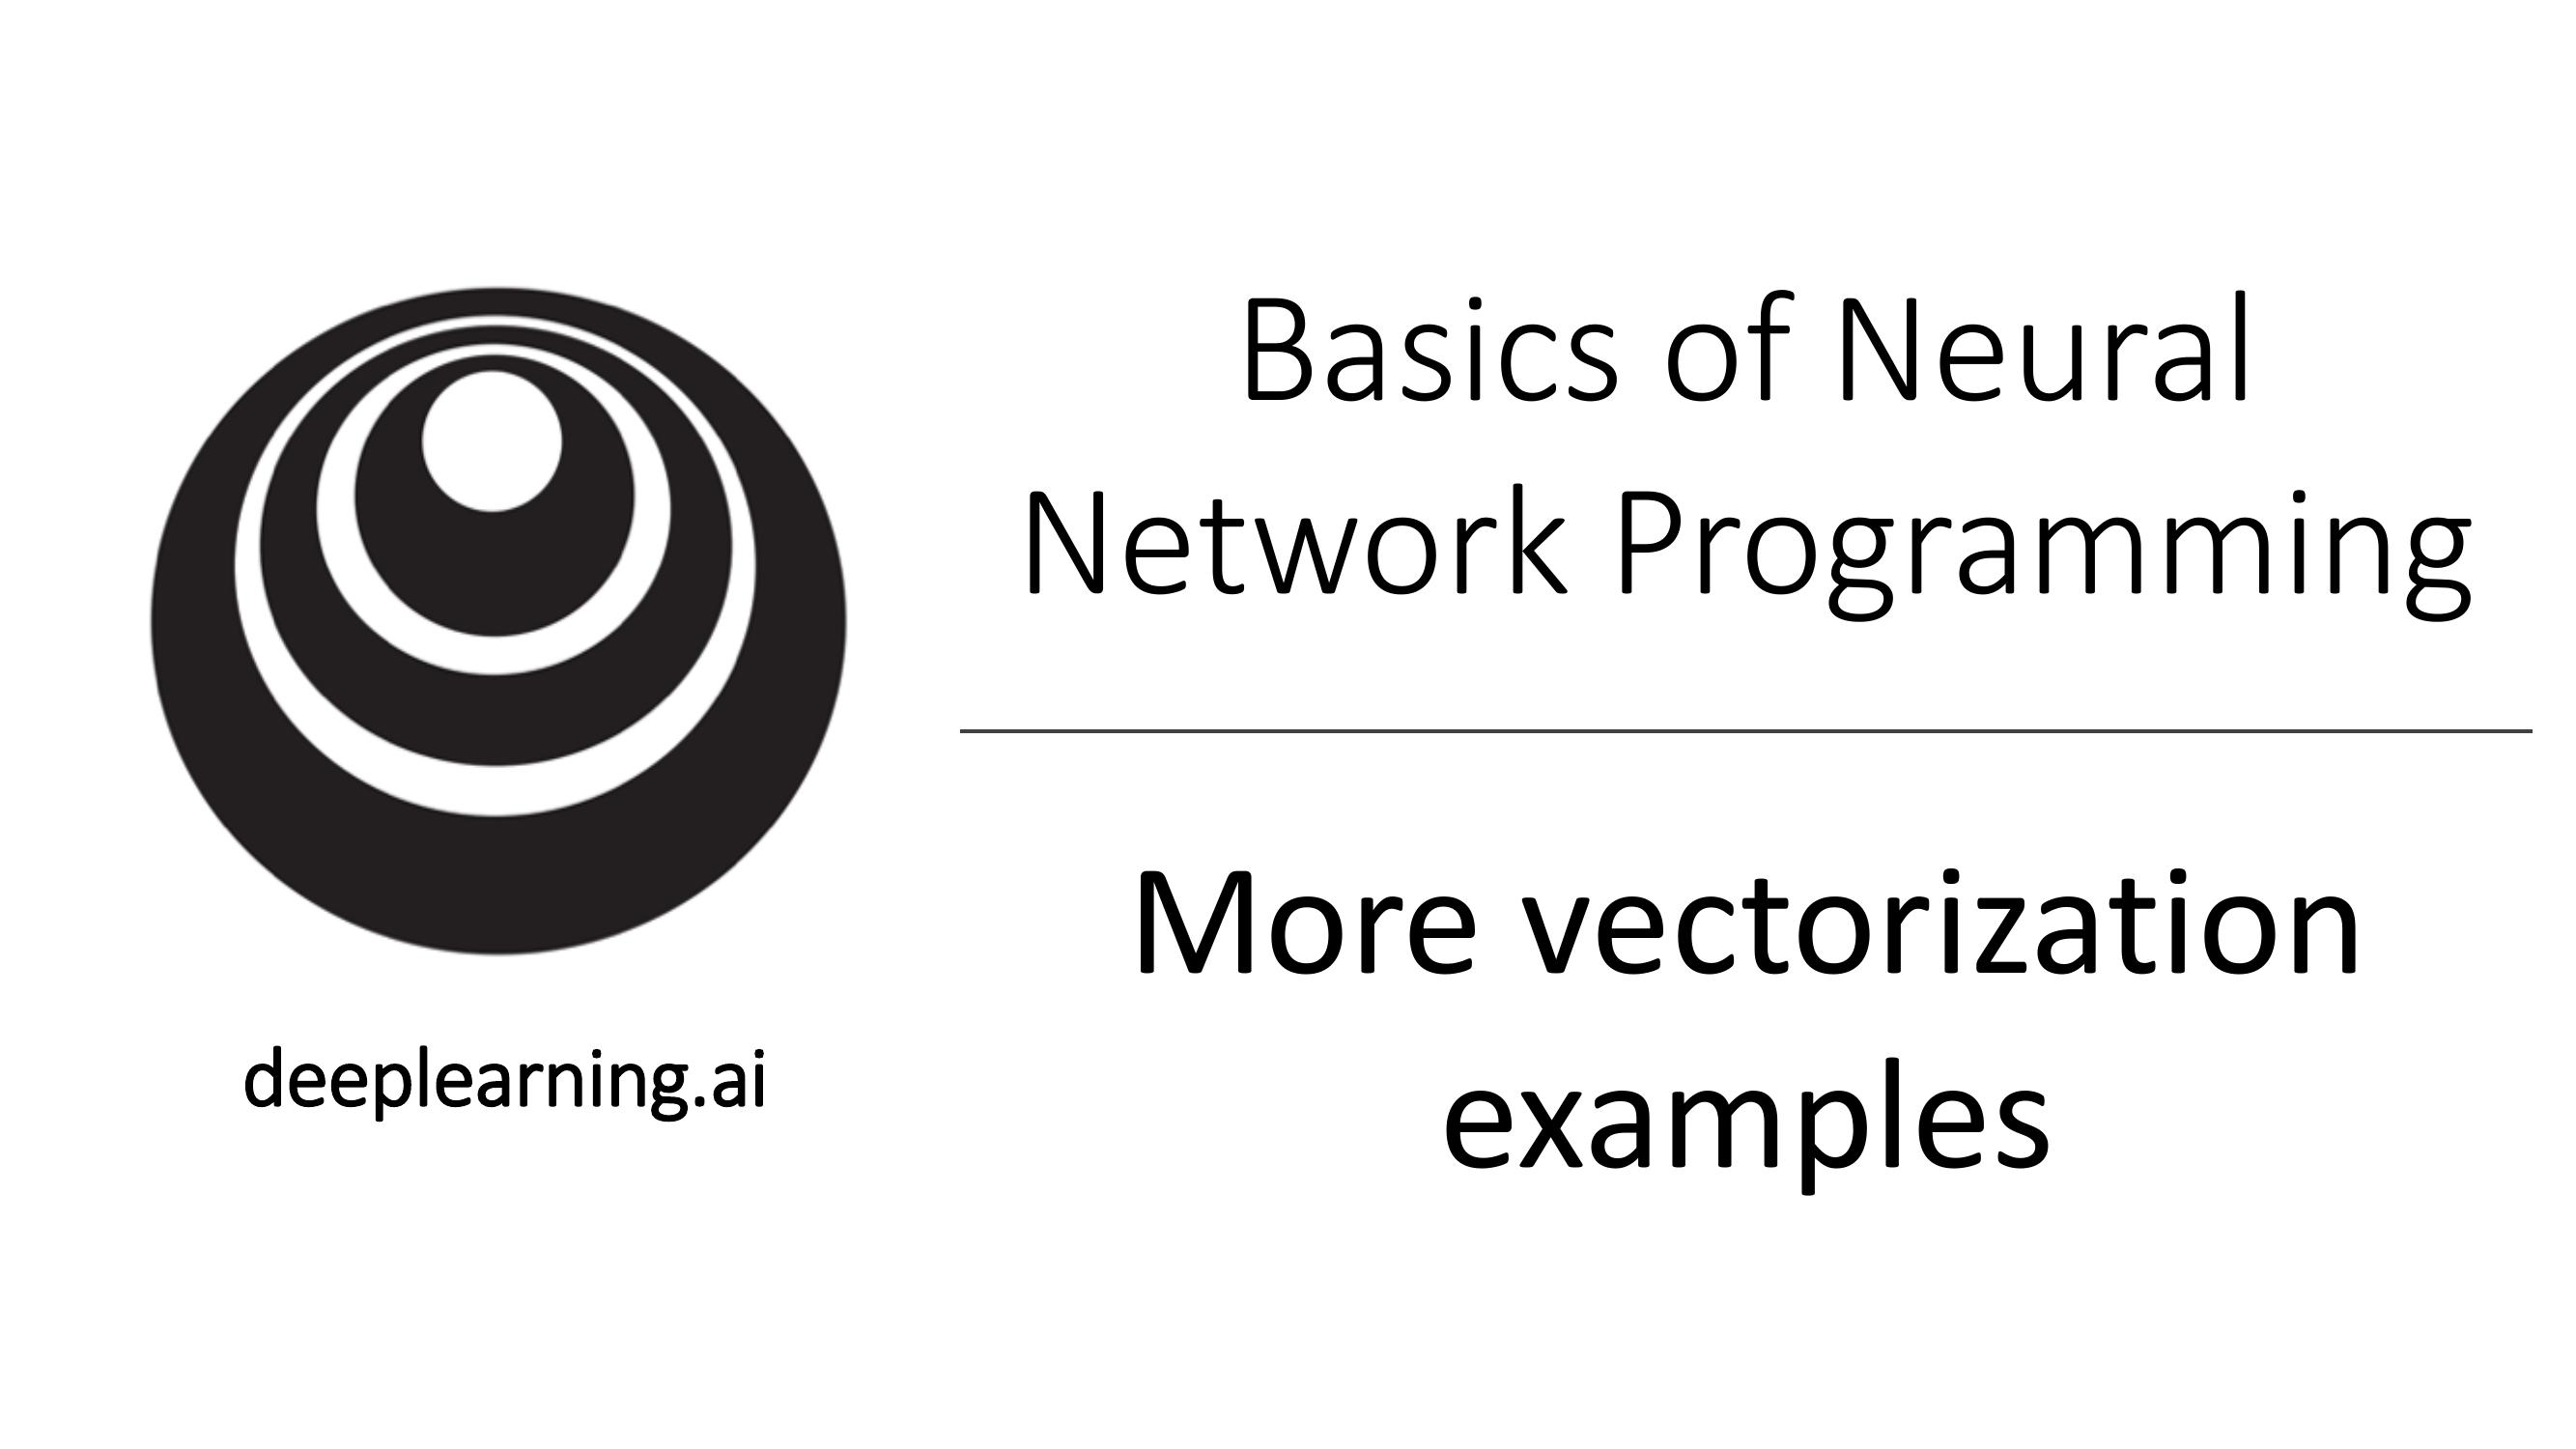 Basics of Neural
Network Programming
More vectorization
examples
deeplearning.ai